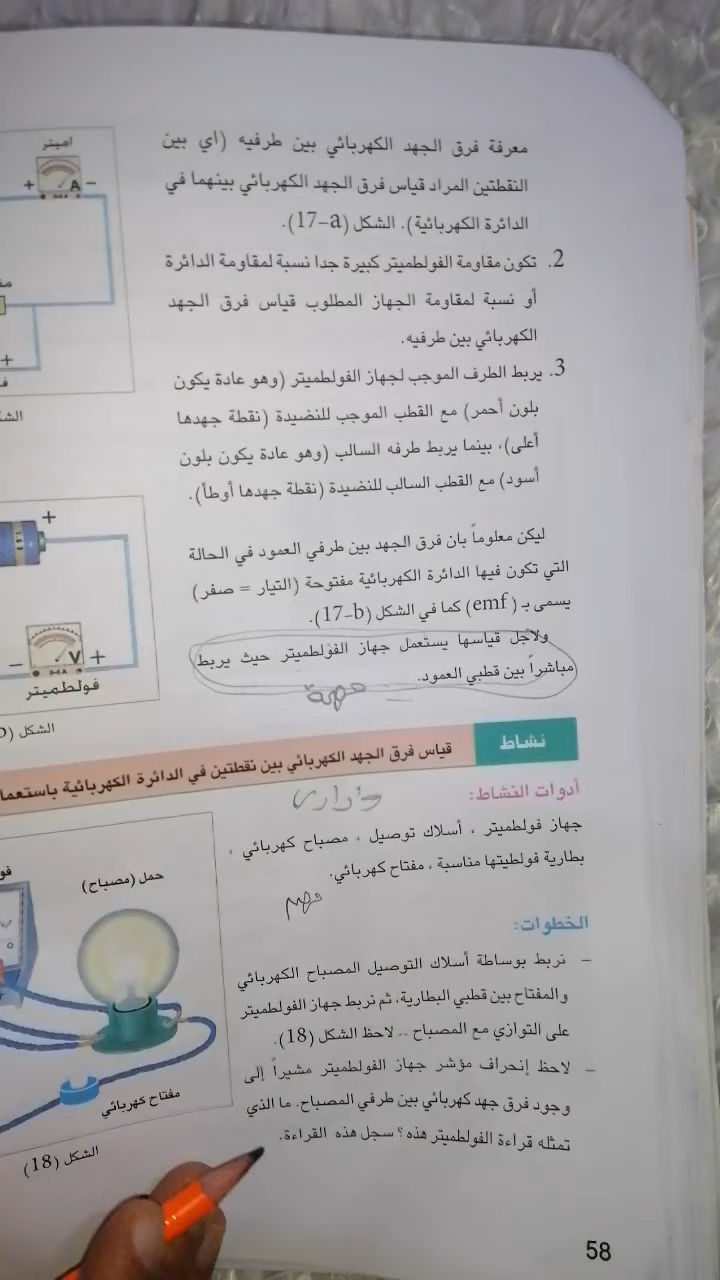 معرفة فرق الجهد الكهربائي بين طرفيه (اي بين
النقطتين المراد قياس فرق الجهد الكهربائي بينهما في
الدائرة الكهربائية). الشكل (17-a).
2. تكون مقاومة الفولطميتر كبيرة جدا نسبة لمقاومة الدائرة
أو نسبة لمقاومة الجهاز المطلوب قياس فرق الجهد
الكهربائي بين طرفيه.
3. يربط الطرف الموجب لجهاز الفولطميتر (وهو عادة يكون
بلون أحمر) مع القطب الموجب للنضيدة (نقطة جهدها
أعلى)، بينما يربط طرفه السالب (وهو عادة يكون بلون
أسود) مع القطب السالب للنضيدة (نقطة جهدها أوطأ).
ليكن معلوماً بان فرق الجهد بين طرفي العمود في الحالة
التي تكون فيها الدائرة الكهربائية مفتوحة (التيار = صفر)
يسمى بـ (emf) كما في الشكل (17-b).
ولأجل قياسها يستعمل جهاز الفولطميتر حيث يربط
مباشراً بين قطبي العمود.
مهمة
اميتر
+ A −
+
الشك
+
− V +
فولطميتر
الشكل (
نشاط
قياس فرق الجهد الكهربائي بين نقطتين في الدائرة الكهربائية باستعما
أدوات النشاط:
جهاز فولطميتر ، أسلاك توصيل ، مصباح كهربائي ،
بطارية فولطيتها مناسبة ، مفتاح كهربائي.
مهم
الخطوات:
– نربط بوساطة أسلاك التوصيل المصباح الكهربائي
والمفتاح بين قطبي البطارية، ثم نربط جهاز الفولطميتر
على التوازي مع المصباح .. لاحظ الشكل (18).
– لاحظ إنحراف مؤشر جهاز الفولطميتر مشيراً إلى
وجود فرق جهد كهربائي بين طرفي المصباح. ما الذي
تمثله قراءة الفولطميتر هذه؟ سجل هذه القراءة.
حمل (مصباح)
مفتاح كهربائي
الشكل (18)
58